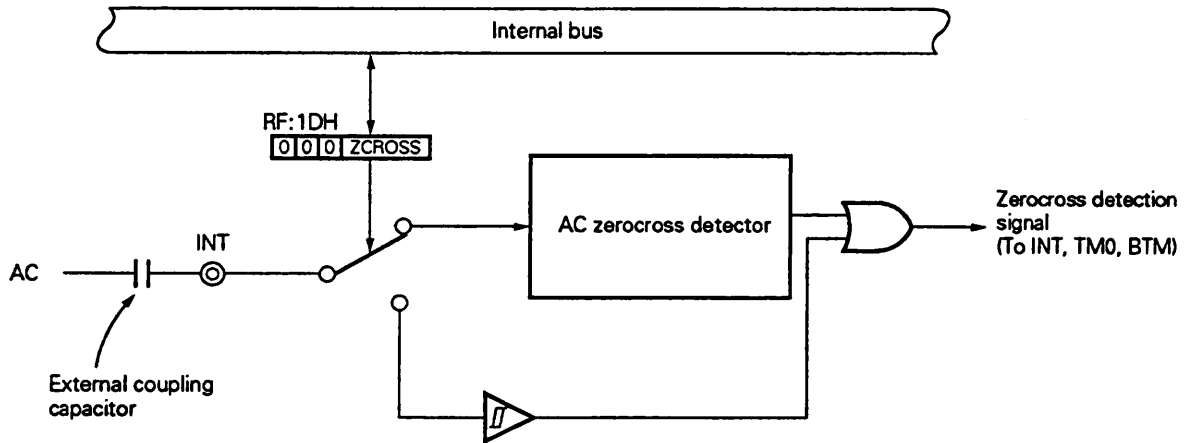 Internal bus
RF:1DH
0 0 0 ZCROSS
AC zerocross detector
Zerocross detection
signal
(To INT, TM0, BTM)
INT
AC
External coupling
capacitor